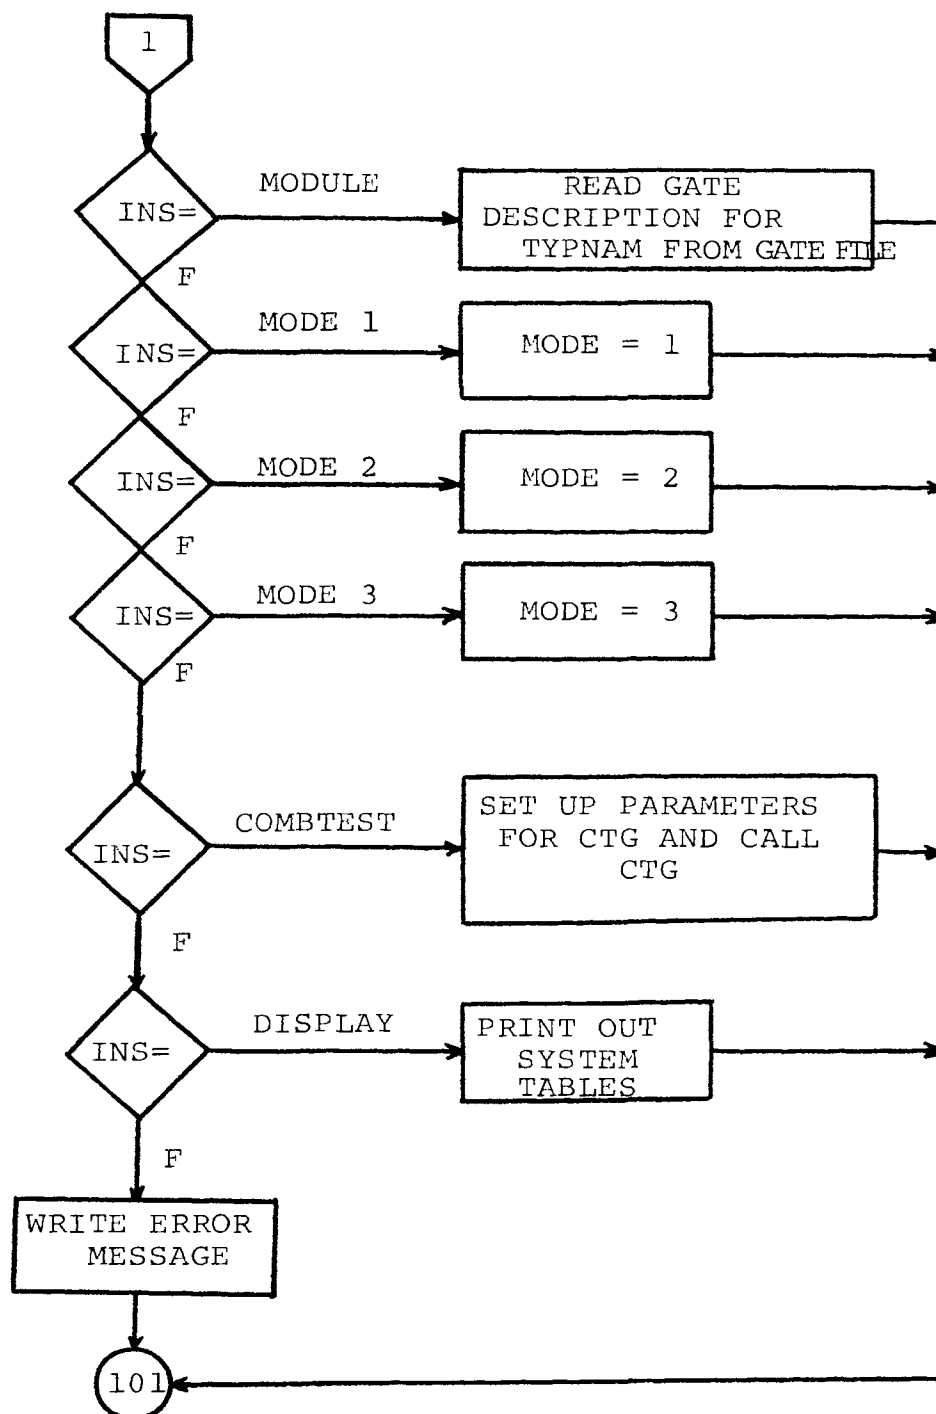 1
MODULE
INS=
READ GATE
DESCRIPTION FOR
TYPNAM FROM GATE FILE
F
MODE 1
INS=
MODE = 1
F
MODE 2
INS=
MODE = 2
F
MODE 3
INS=
MODE = 3
F
COMBTEST
INS=
SET UP PARAMETERS
FOR CTG AND CALL
CTG
F
DISPLAY
INS=
PRINT OUT
SYSTEM
TABLES
F
WRITE ERROR
MESSAGE
101